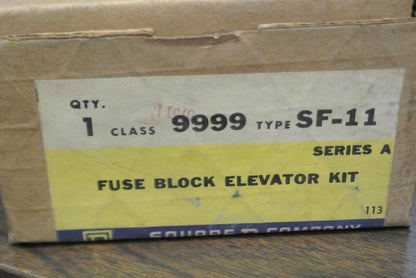 QTY.
1 CLASS 9999 TYPE SF-11
SERIES A
FUSE BLOCK ELEVATOR KIT
113
SQUARE D COMPANY